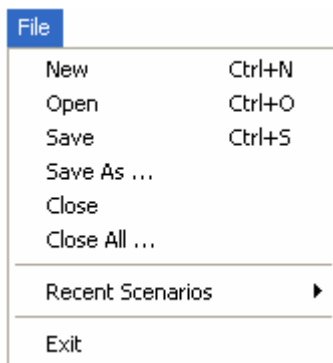 File
New Ctrl+N
Open Ctrl+O
Save Ctrl+S
Save As ...
Close
Close All ...
Recent Scenarios
Exit